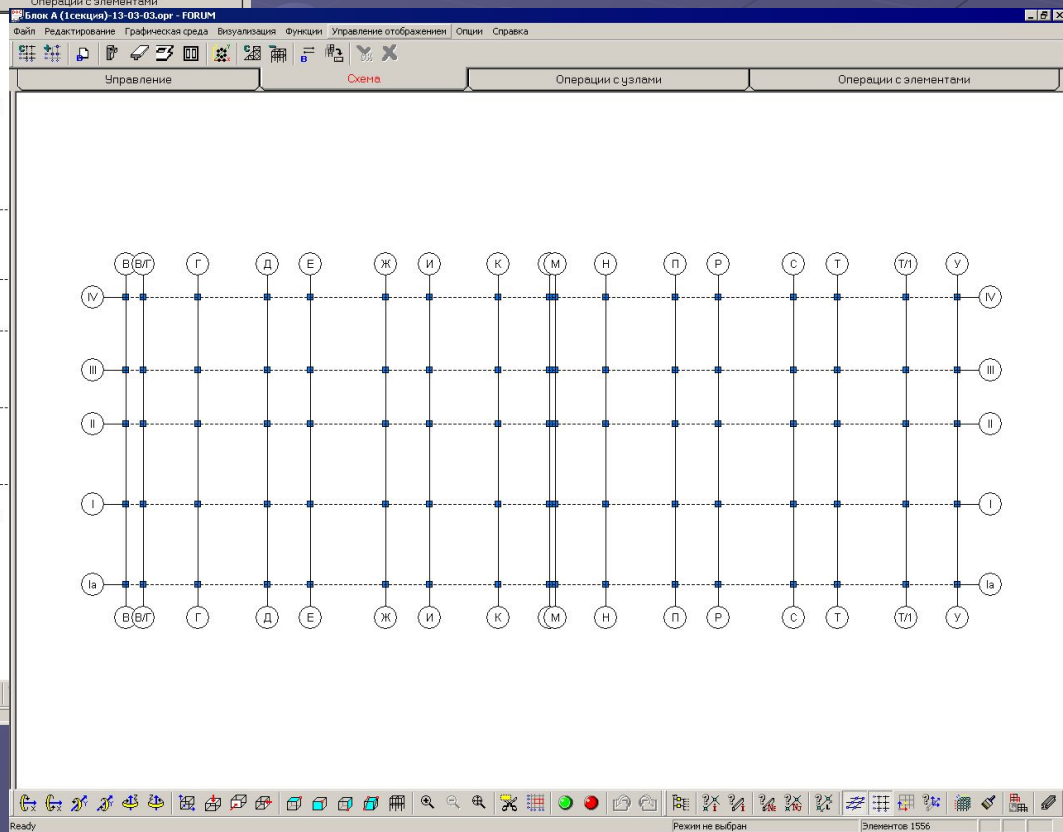 Операции с элементами
Блок А (1секция)-13-03-03.opr - FORUM
Файл Редактирование Графическая среда Визуализация Функции Управление отображением Опции Справка
Управление Схема Операции с узлами Операции с элементами
В В/Г Г Д Е Ж И К М Н П Р С Т Т/1 У
IV IV
III III
II II
I I
Ia Ia
В В/Г Г Д Е Ж И К М Н П Р С Т Т/1 У
Ready Режим не выбран Элементов 1556